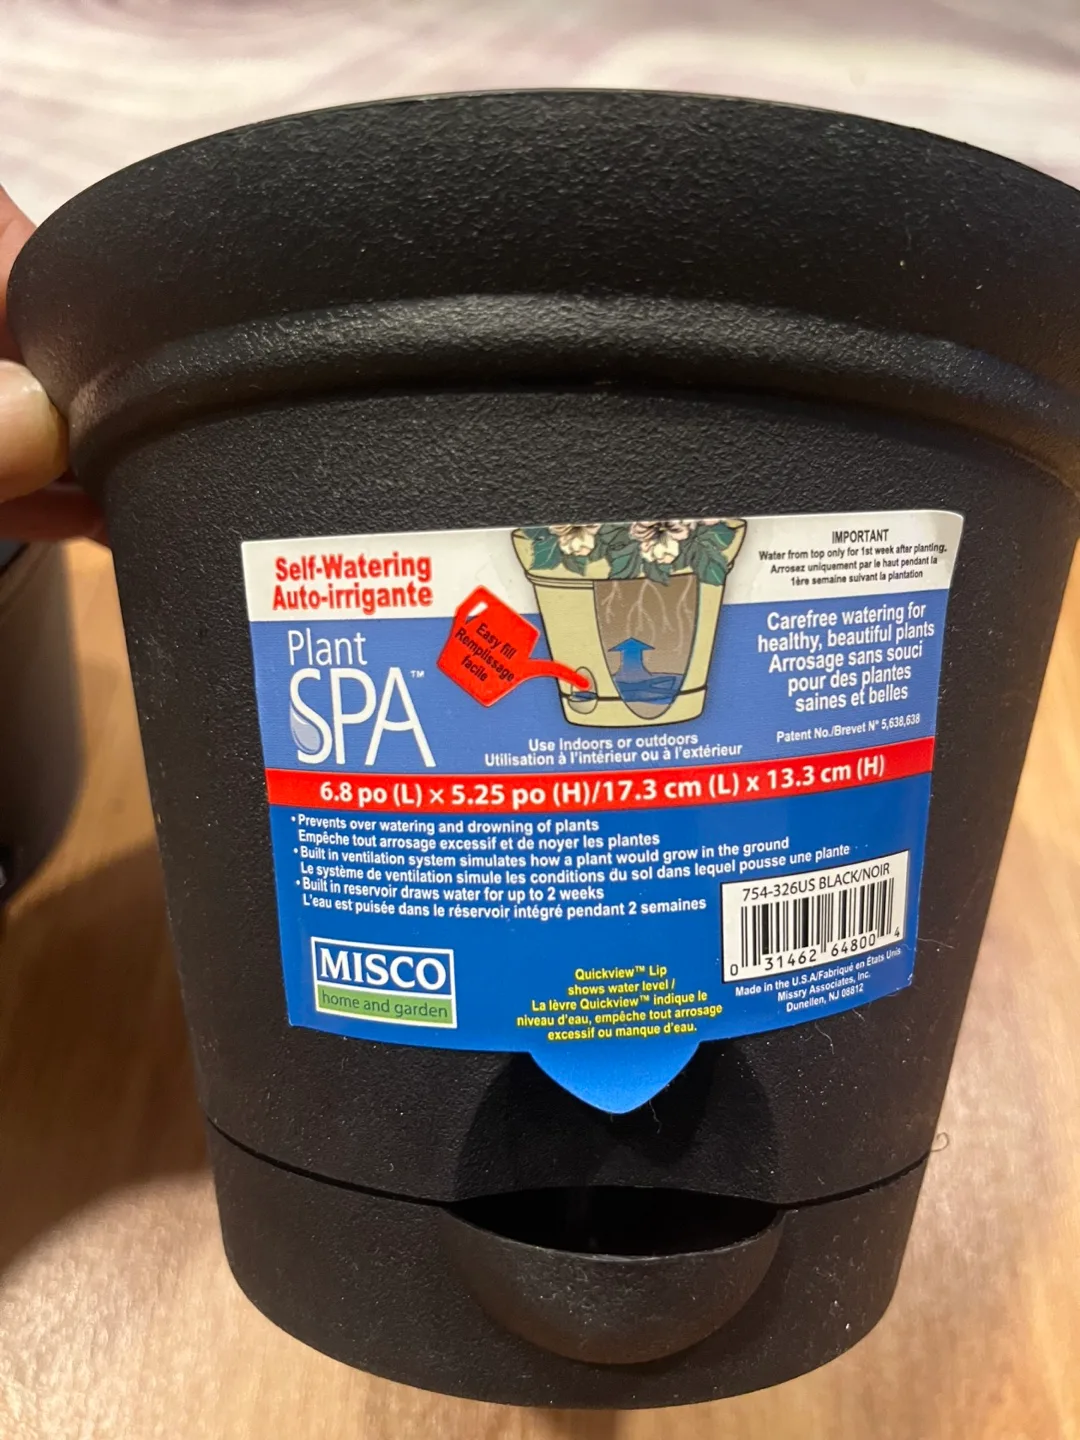 Self-Watering
Auto-irrigante
Plant
SPA™
Easy fill
Remplissage
facile
IMPORTANT
Water from top only for 1st week after planting.
Arrosez uniquement par le haut pendant la
1ère semaine suivant la plantation
Carefree watering for
healthy, beautiful plants
Arrosage sans souci
pour des plantes
saines et belles
Patent No./Brevet N° 5,638,638
Use Indoors or outdoors
Utilisation à l'intérieur ou à l'extérieur
6.8 po (L) x 5.25 po (H)/17.3 cm (L) x 13.3 cm (H)
•Prevents over watering and drowning of plants
Empêche tout arrosage excessif et de noyer les plantes
•Built in ventilation system simulates how a plant would grow in the ground
Le système de ventilation simule les conditions du sol dans lequel pousse une plante
•Built in reservoir draws water for up to 2 weeks
L'eau est puisée dans le réservoir intégré pendant 2 semaines
754-326US BLACK/NOIR
0 31462 64800 4
MISCO
home and garden
Quickview™ Lip
shows water level /
La lèvre Quickview™ indique le
niveau d'eau, empêche tout arrosage
excessif ou manque d'eau.
Made in the U.S.A/Fabriqué en États Unis
Missry Associates, Inc.
Dunellen, NJ 08812